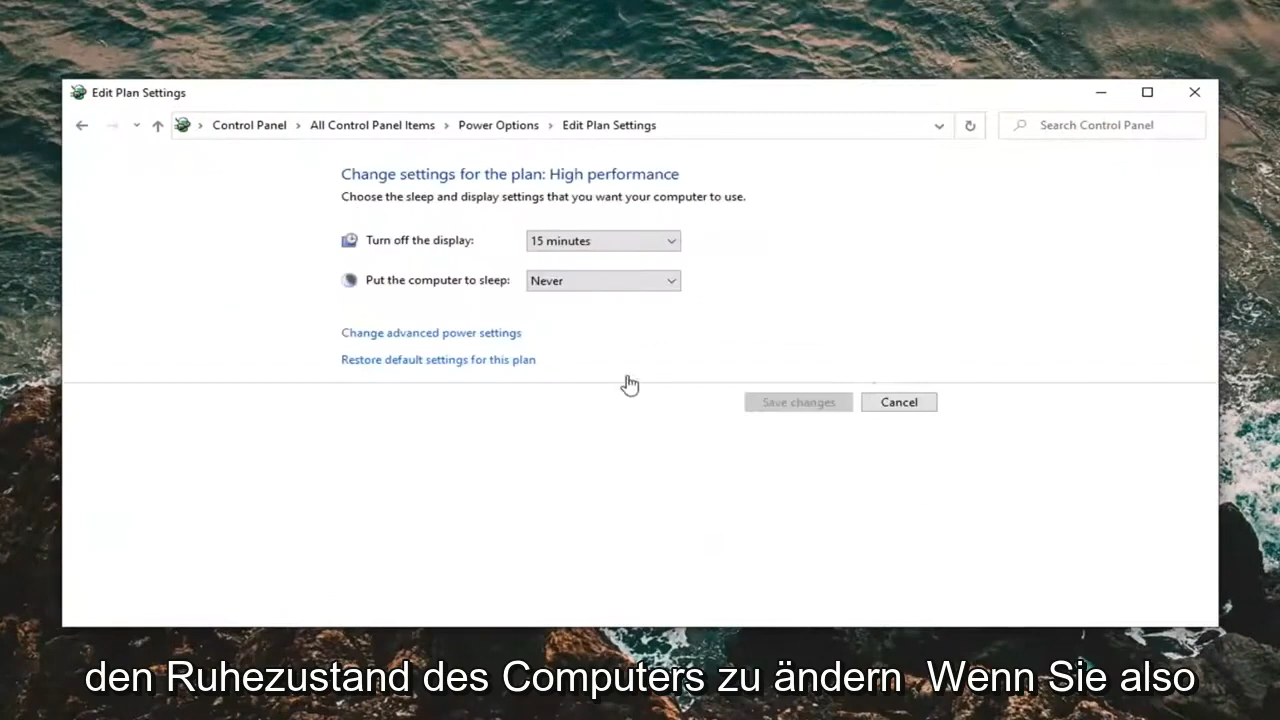 Edit Plan Settings
Control Panel > All Control Panel Items > Power Options > Edit Plan Settings
Search Control Panel
Change settings for the plan: High performance
Choose the sleep and display settings that you want your computer to use.
Turn off the display: 15 minutes
Put the computer to sleep: Never
Change advanced power settings
Restore default settings for this plan
Save changes Cancel
den Ruhezustand des Computers zu ändern Wenn Sie also